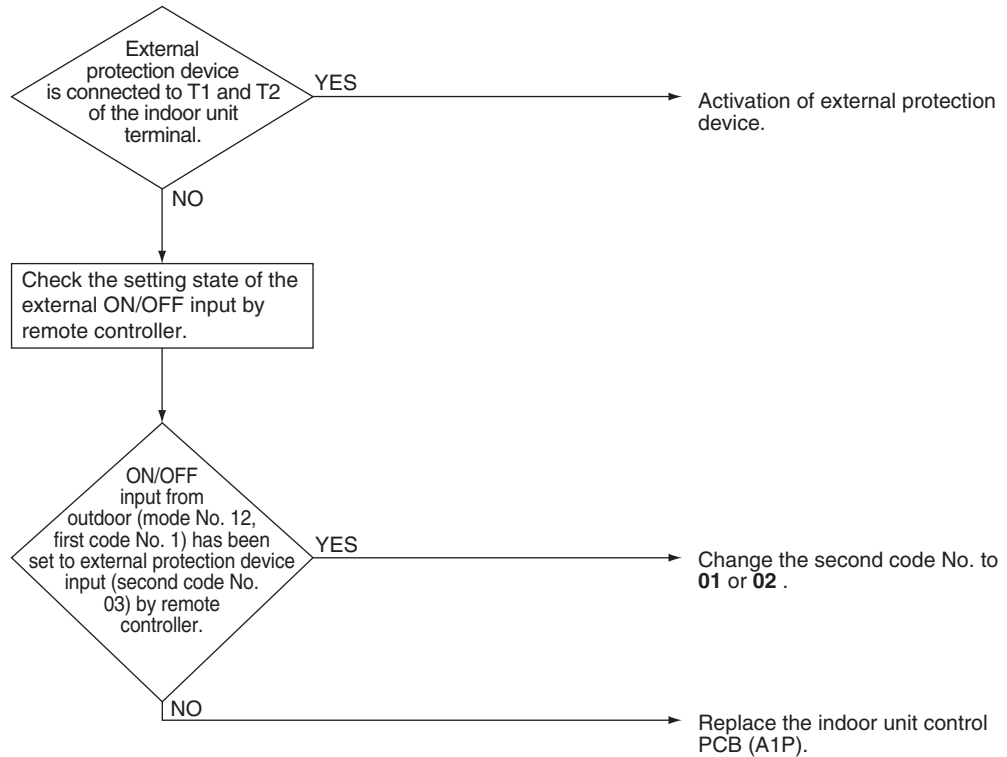 External
protection device
is connected to T1 and T2
of the indoor unit
terminal.
YES
Activation of external protection
device.
NO
Check the setting state of the
external ON/OFF input by
remote controller.
ON/OFF
input from
outdoor (mode No. 12,
first code No. 1) has been
set to external protection device
input (second code No.
03) by remote
controller.
YES
Change the second code No. to
01 or 02 .
NO
Replace the indoor unit control
PCB (A1P).